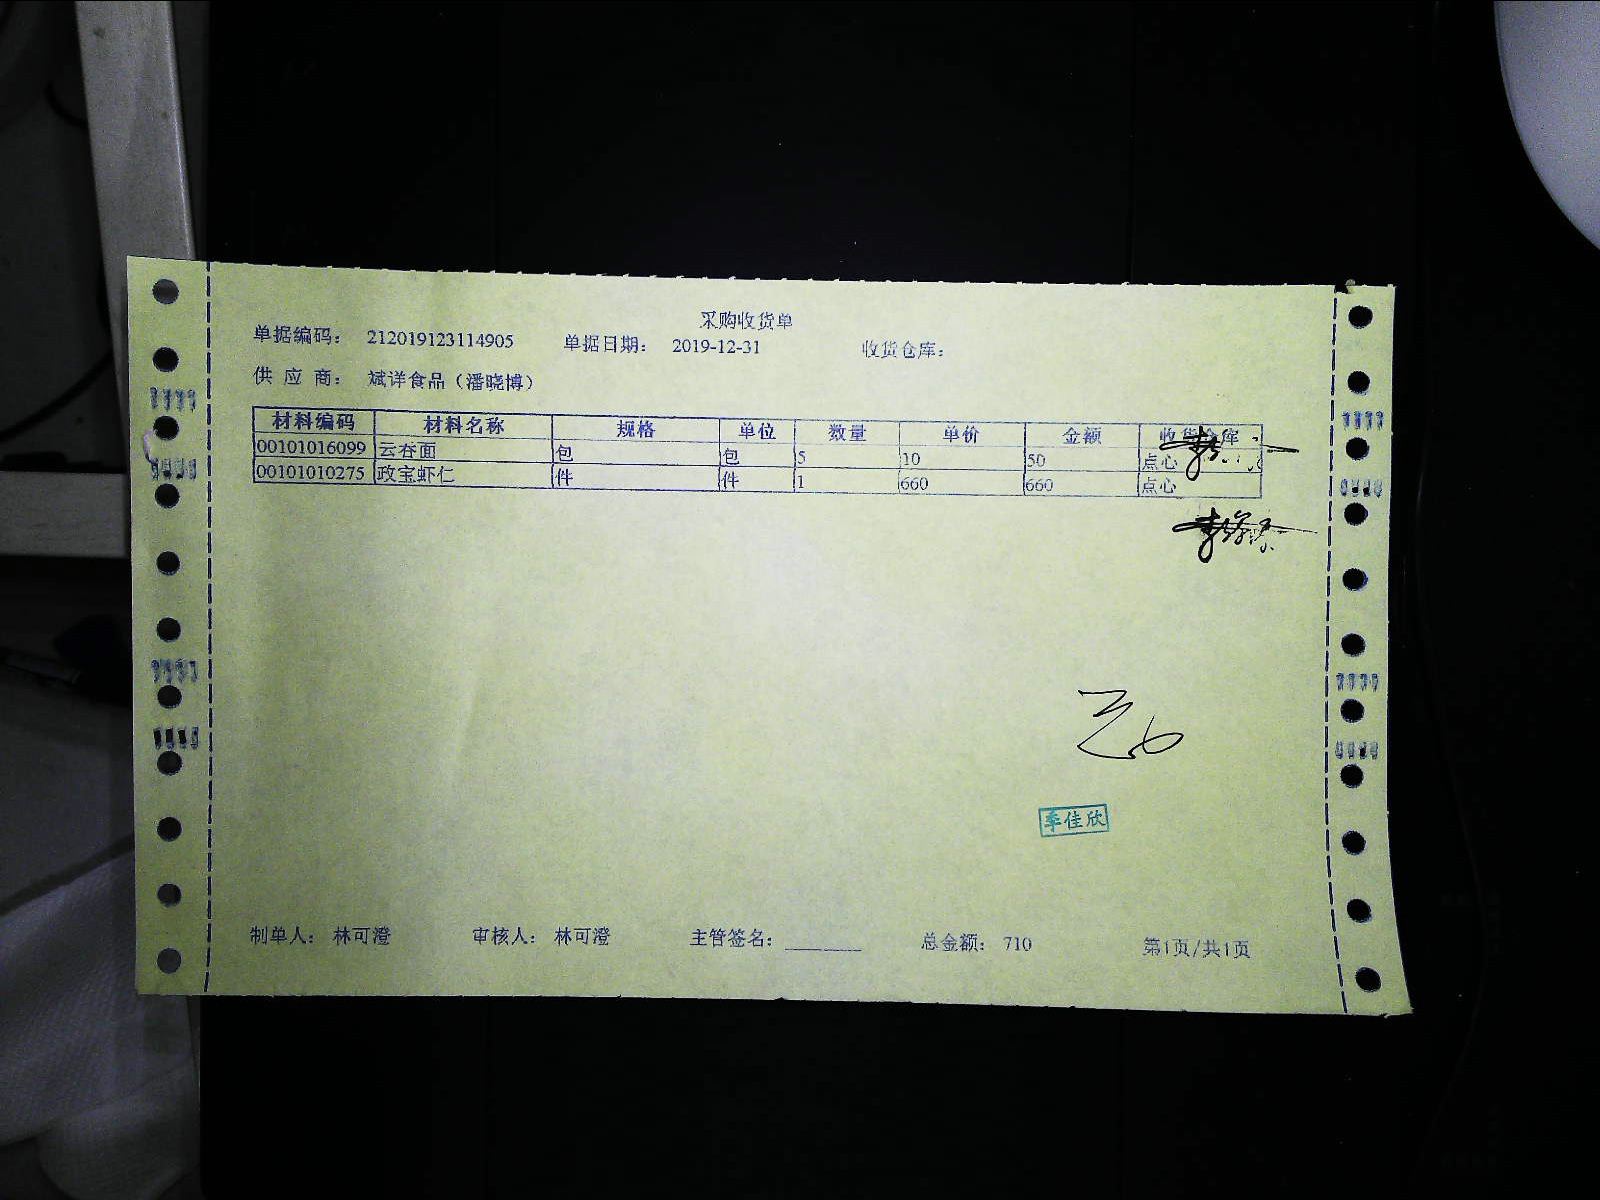 采购收货单
单据编码： 212019123114905 单据日期： 2019-12-31 收货仓库：
供 应 商： 斌详食品（潘晓博）
材料编码 材料名称 规格 单位 数量 单价 金额 收货仓库
00101016099 云吞面 包 包 5 10 50 点心
00101010275 政宝虾仁 件 件 1 660 660 点心
李佳欣
制单人： 林可澄 审核人： 林可澄 主管签名： 总金额： 710 第1页/共1页